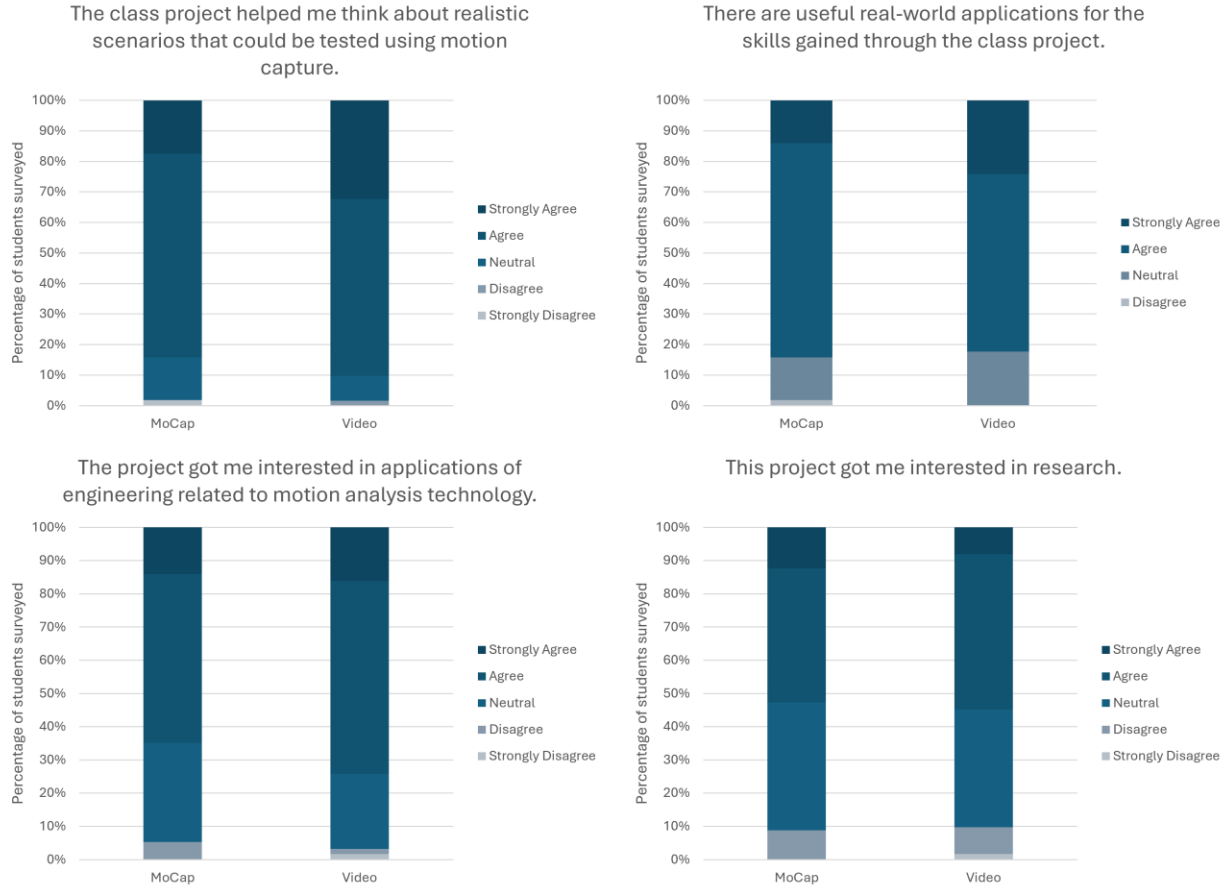 The class project helped me think about realistic
scenarios that could be tested using motion
capture.
100%
90%
80%
70%
60%
50%
40%
30%
20%
10%
0%
Percentage of students surveyed
MoCap
Video
Strongly Agree
Agree
Neutral
Disagree
Strongly Disagree
There are useful real-world applications for the
skills gained through the class project.
100%
90%
80%
70%
60%
50%
40%
30%
20%
10%
0%
Percentage of students surveyed
MoCap
Video
Strongly Agree
Agree
Neutral
Disagree
The project got me interested in applications of
engineering related to motion analysis technology.
100%
90%
80%
70%
60%
50%
40%
30%
20%
10%
0%
Percentage of students surveyed
MoCap
Video
Strongly Agree
Agree
Neutral
Disagree
Strongly Disagree
This project got me interested in research.
100%
90%
80%
70%
60%
50%
40%
30%
20%
10%
0%
Percentage of students surveyed
MoCap
Video
Strongly Agree
Agree
Neutral
Disagree
Strongly Disagree